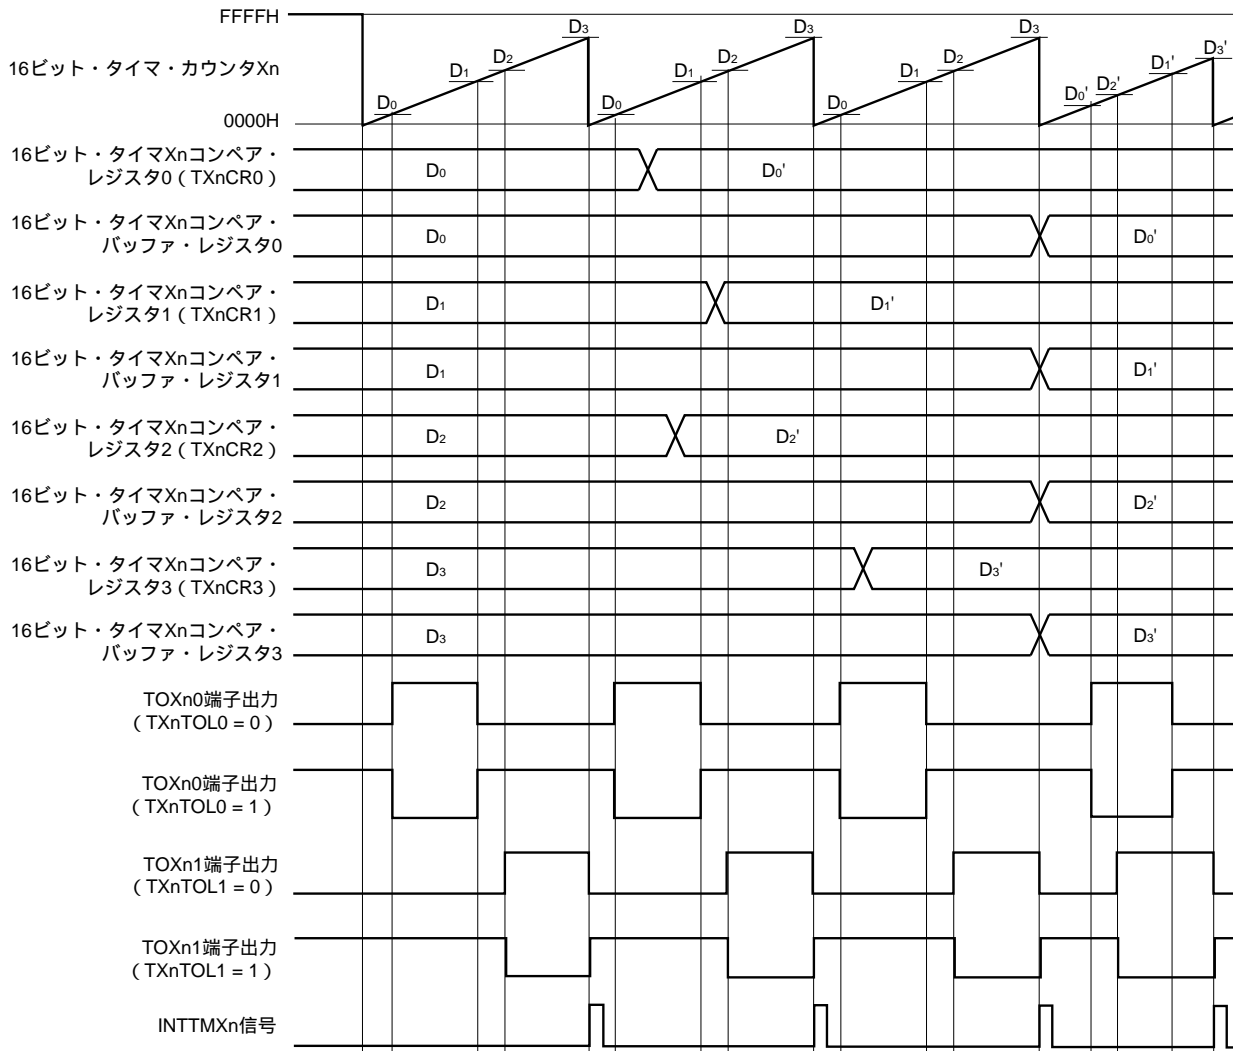 FFFFH
16ビット・タイマ・カウンタXn
0000H
D0 D1 D2 D3 D0 D1 D2 D3 D0 D1 D2 D3 D0' D2' D1' D3'
16ビット・タイマXnコンペア・
レジスタ0（TXnCR0）
D0 D0'
16ビット・タイマXnコンペア・
バッファ・レジスタ0
D0 D0'
16ビット・タイマXnコンペア・
レジスタ1（TXnCR1）
D1 D1'
16ビット・タイマXnコンペア・
バッファ・レジスタ1
D1 D1'
16ビット・タイマXnコンペア・
レジスタ2（TXnCR2）
D2 D2'
16ビット・タイマXnコンペア・
バッファ・レジスタ2
D2 D2'
16ビット・タイマXnコンペア・
レジスタ3（TXnCR3）
D3 D3'
16ビット・タイマXnコンペア・
バッファ・レジスタ3
D3 D3'
TOXn0端子出力
（TXnTOL0 = 0）
TOXn0端子出力
（TXnTOL0 = 1）
TOXn1端子出力
（TXnTOL1 = 0）
TOXn1端子出力
（TXnTOL1 = 1）
INTTMXn信号